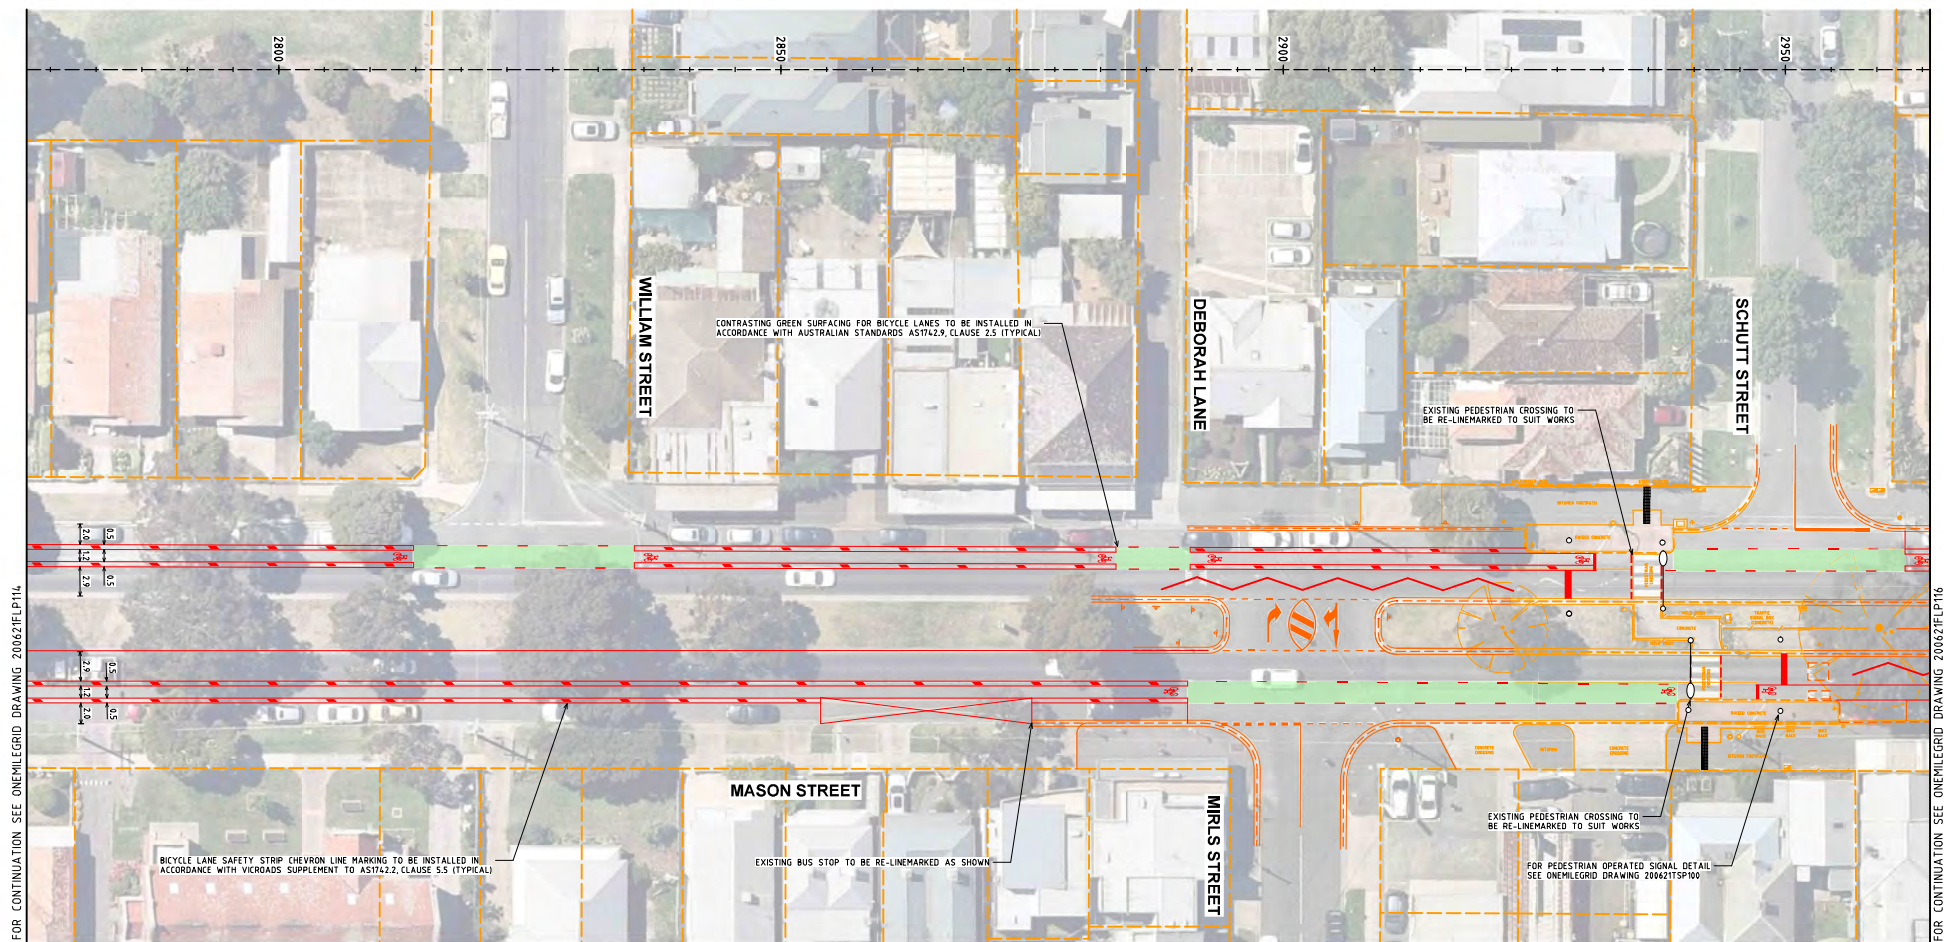 2800
2850
2900
2950
WILLIAM STREET
DEBORAH LANE
SCHUTT STREET
CONTRASTING GREEN SURFACING FOR BICYCLE LANES TO BE INSTALLED IN
ACCORDANCE WITH AUSTRALIAN STANDARDS AS1742.9, CLAUSE 2.5 (TYPICAL)
EXISTING PEDESTRIAN CROSSING TO
BE RE-LINEMARKED TO SUIT WORKS
2.0
0.5
1.2
2.9
0.5
2.9
0.5
1.2
2.0
0.5
CONCRETE
CONCRETE
CROSSING
CONCRETE
CROSSING
MASON STREET
MIRLS STREET
BICYCLE LANE SAFETY STRIP CHEVRON LINE MARKING TO BE INSTALLED IN
ACCORDANCE WITH VICROADS SUPPLEMENT TO AS1742.2, CLAUSE 5.5 (TYPICAL)
EXISTING BUS STOP TO BE RE-LINEMARKED AS SHOWN
EXISTING PEDESTRIAN CROSSING TO
BE RE-LINEMARKED TO SUIT WORKS
FOR PEDESTRIAN OPERATED SIGNAL DETAIL
SEE ONEMILEGRID DRAWING 200621TSP100
FOR CONTINUATION SEE ONEMILEGRID DRAWING 200621FLP114
FOR CONTINUATION SEE ONEMILEGRID DRAWING 200621FLP116